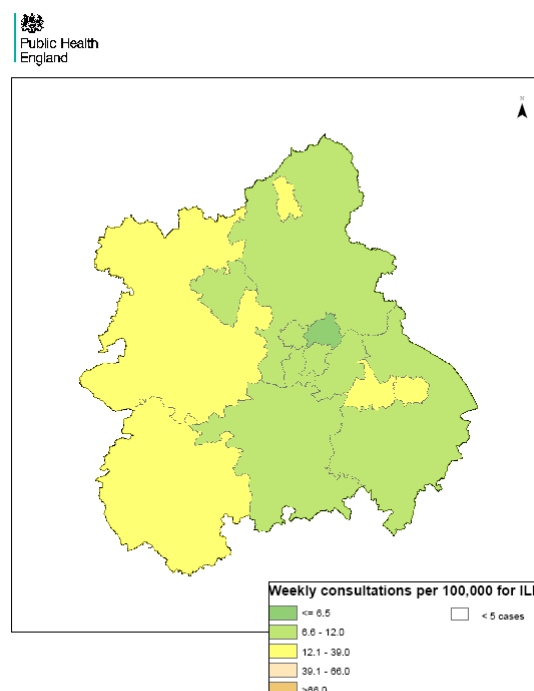 Public Health
England
N
Weekly consultations per 100,000 for ILI
<= 6.5
< 5 cases
6.6 - 12.0
12.1 - 39.0
39.1 - 66.0
>66.0